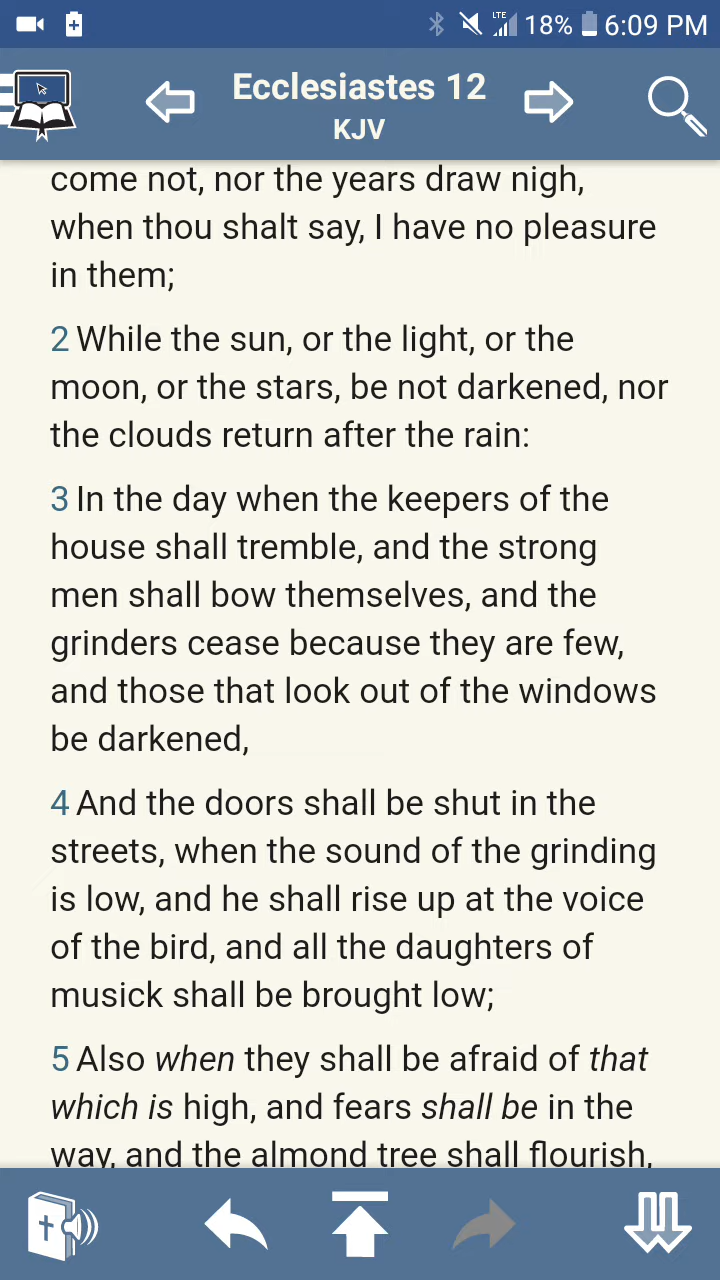 LTE 18% 6:09 PM
Ecclesiastes 12
KJV
come not, nor the years draw nigh,
when thou shalt say, I have no pleasure
in them;
2 While the sun, or the light, or the
moon, or the stars, be not darkened, nor
the clouds return after the rain:
3 In the day when the keepers of the
house shall tremble, and the strong
men shall bow themselves, and the
grinders cease because they are few,
and those that look out of the windows
be darkened,
4 And the doors shall be shut in the
streets, when the sound of the grinding
is low, and he shall rise up at the voice
of the bird, and all the daughters of
musick shall be brought low;
5 Also when they shall be afraid of that
which is high, and fears shall be in the
way, and the almond tree shall flourish,